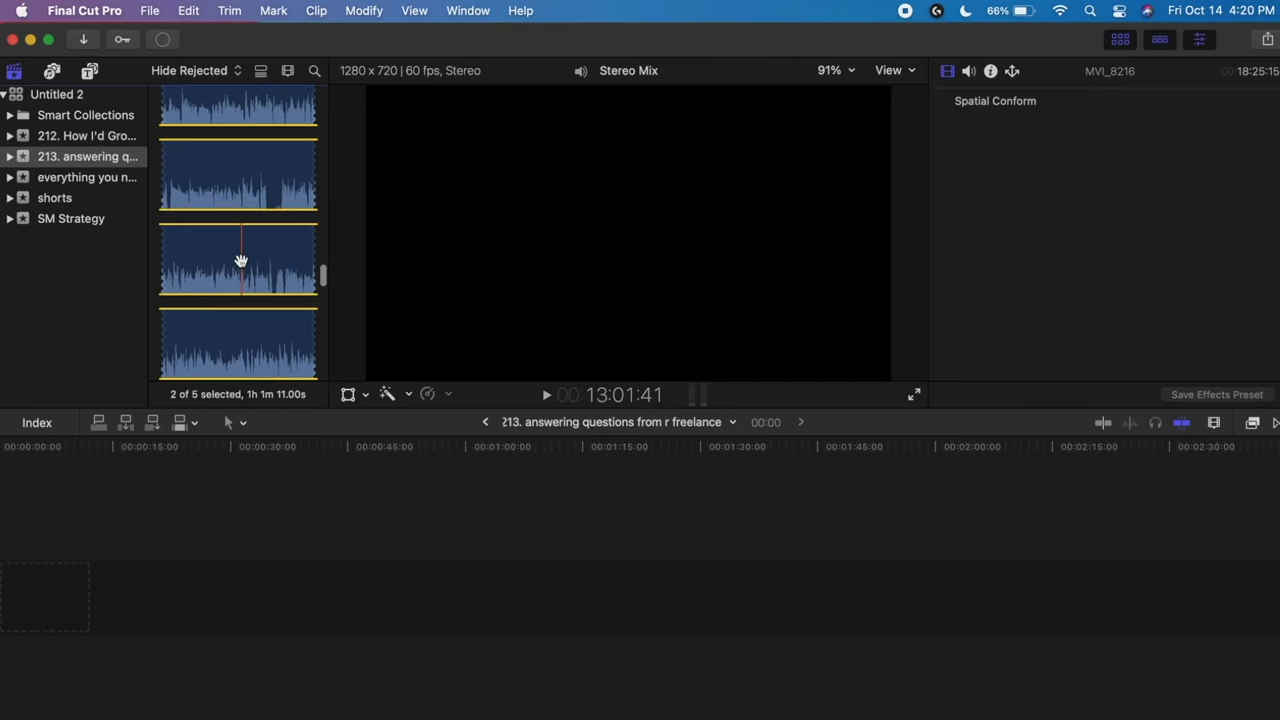 Final Cut Pro File Edit Trim Mark Clip Modify View Window Help 66% Fri Oct 14 4:20 PM
Hide Rejected 1280 x 720 | 60 fps, Stereo Stereo Mix 91% View MVI_8216 00:18:25:15
Untitled 2
Smart Collections
212. How I'd Gro...
213. answering q...
everything you n...
shorts
SM Strategy
Spatial Conform
2 of 5 selected, 1h 1m 11.00s 00:13:01:41 Save Effects Preset
Index 213. answering questions from r freelance 00:00
00:00:00:00 00:00:15:00 00:00:30:00 00:00:45:00 00:01:00:00 00:01:15:00 00:01:30:00 00:01:45:00 00:02:00:00 00:02:15:00 00:02:30:00